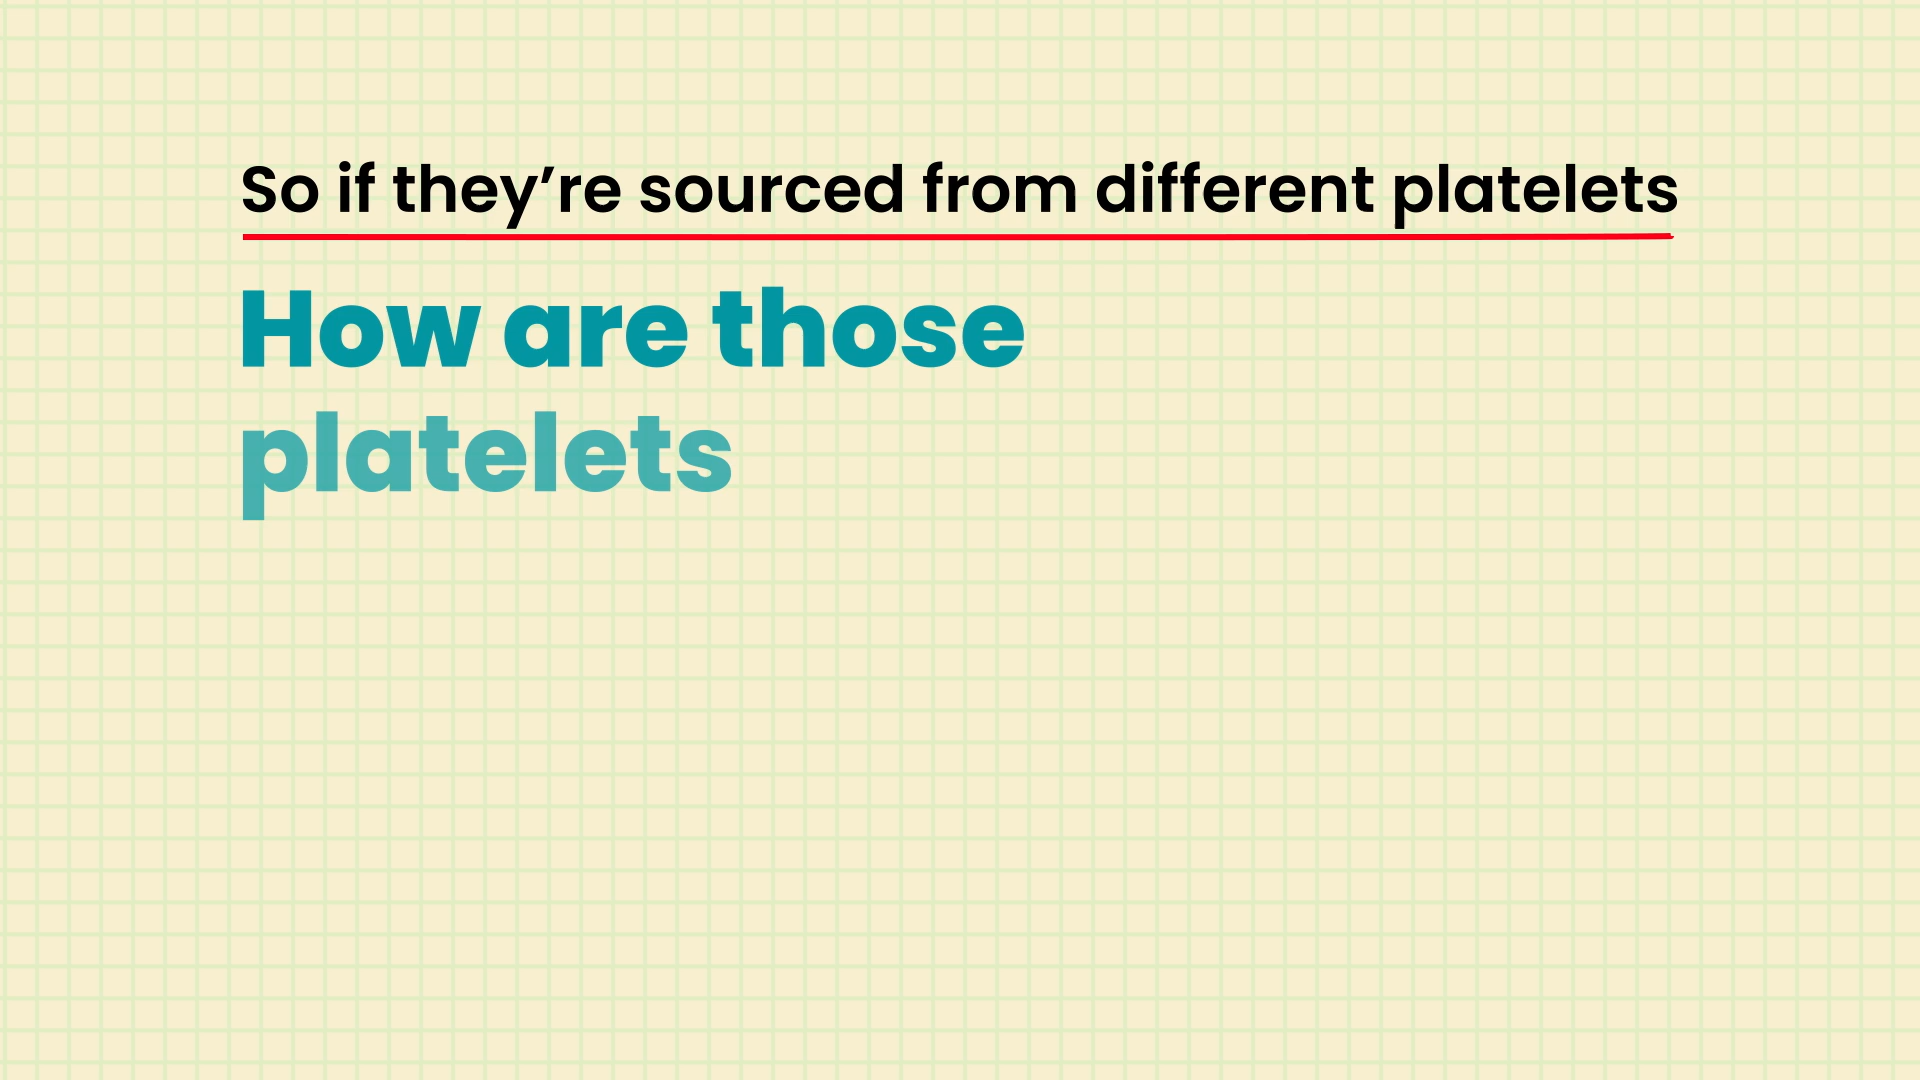 So if they’re sourced from different platelets
How are those
platelets